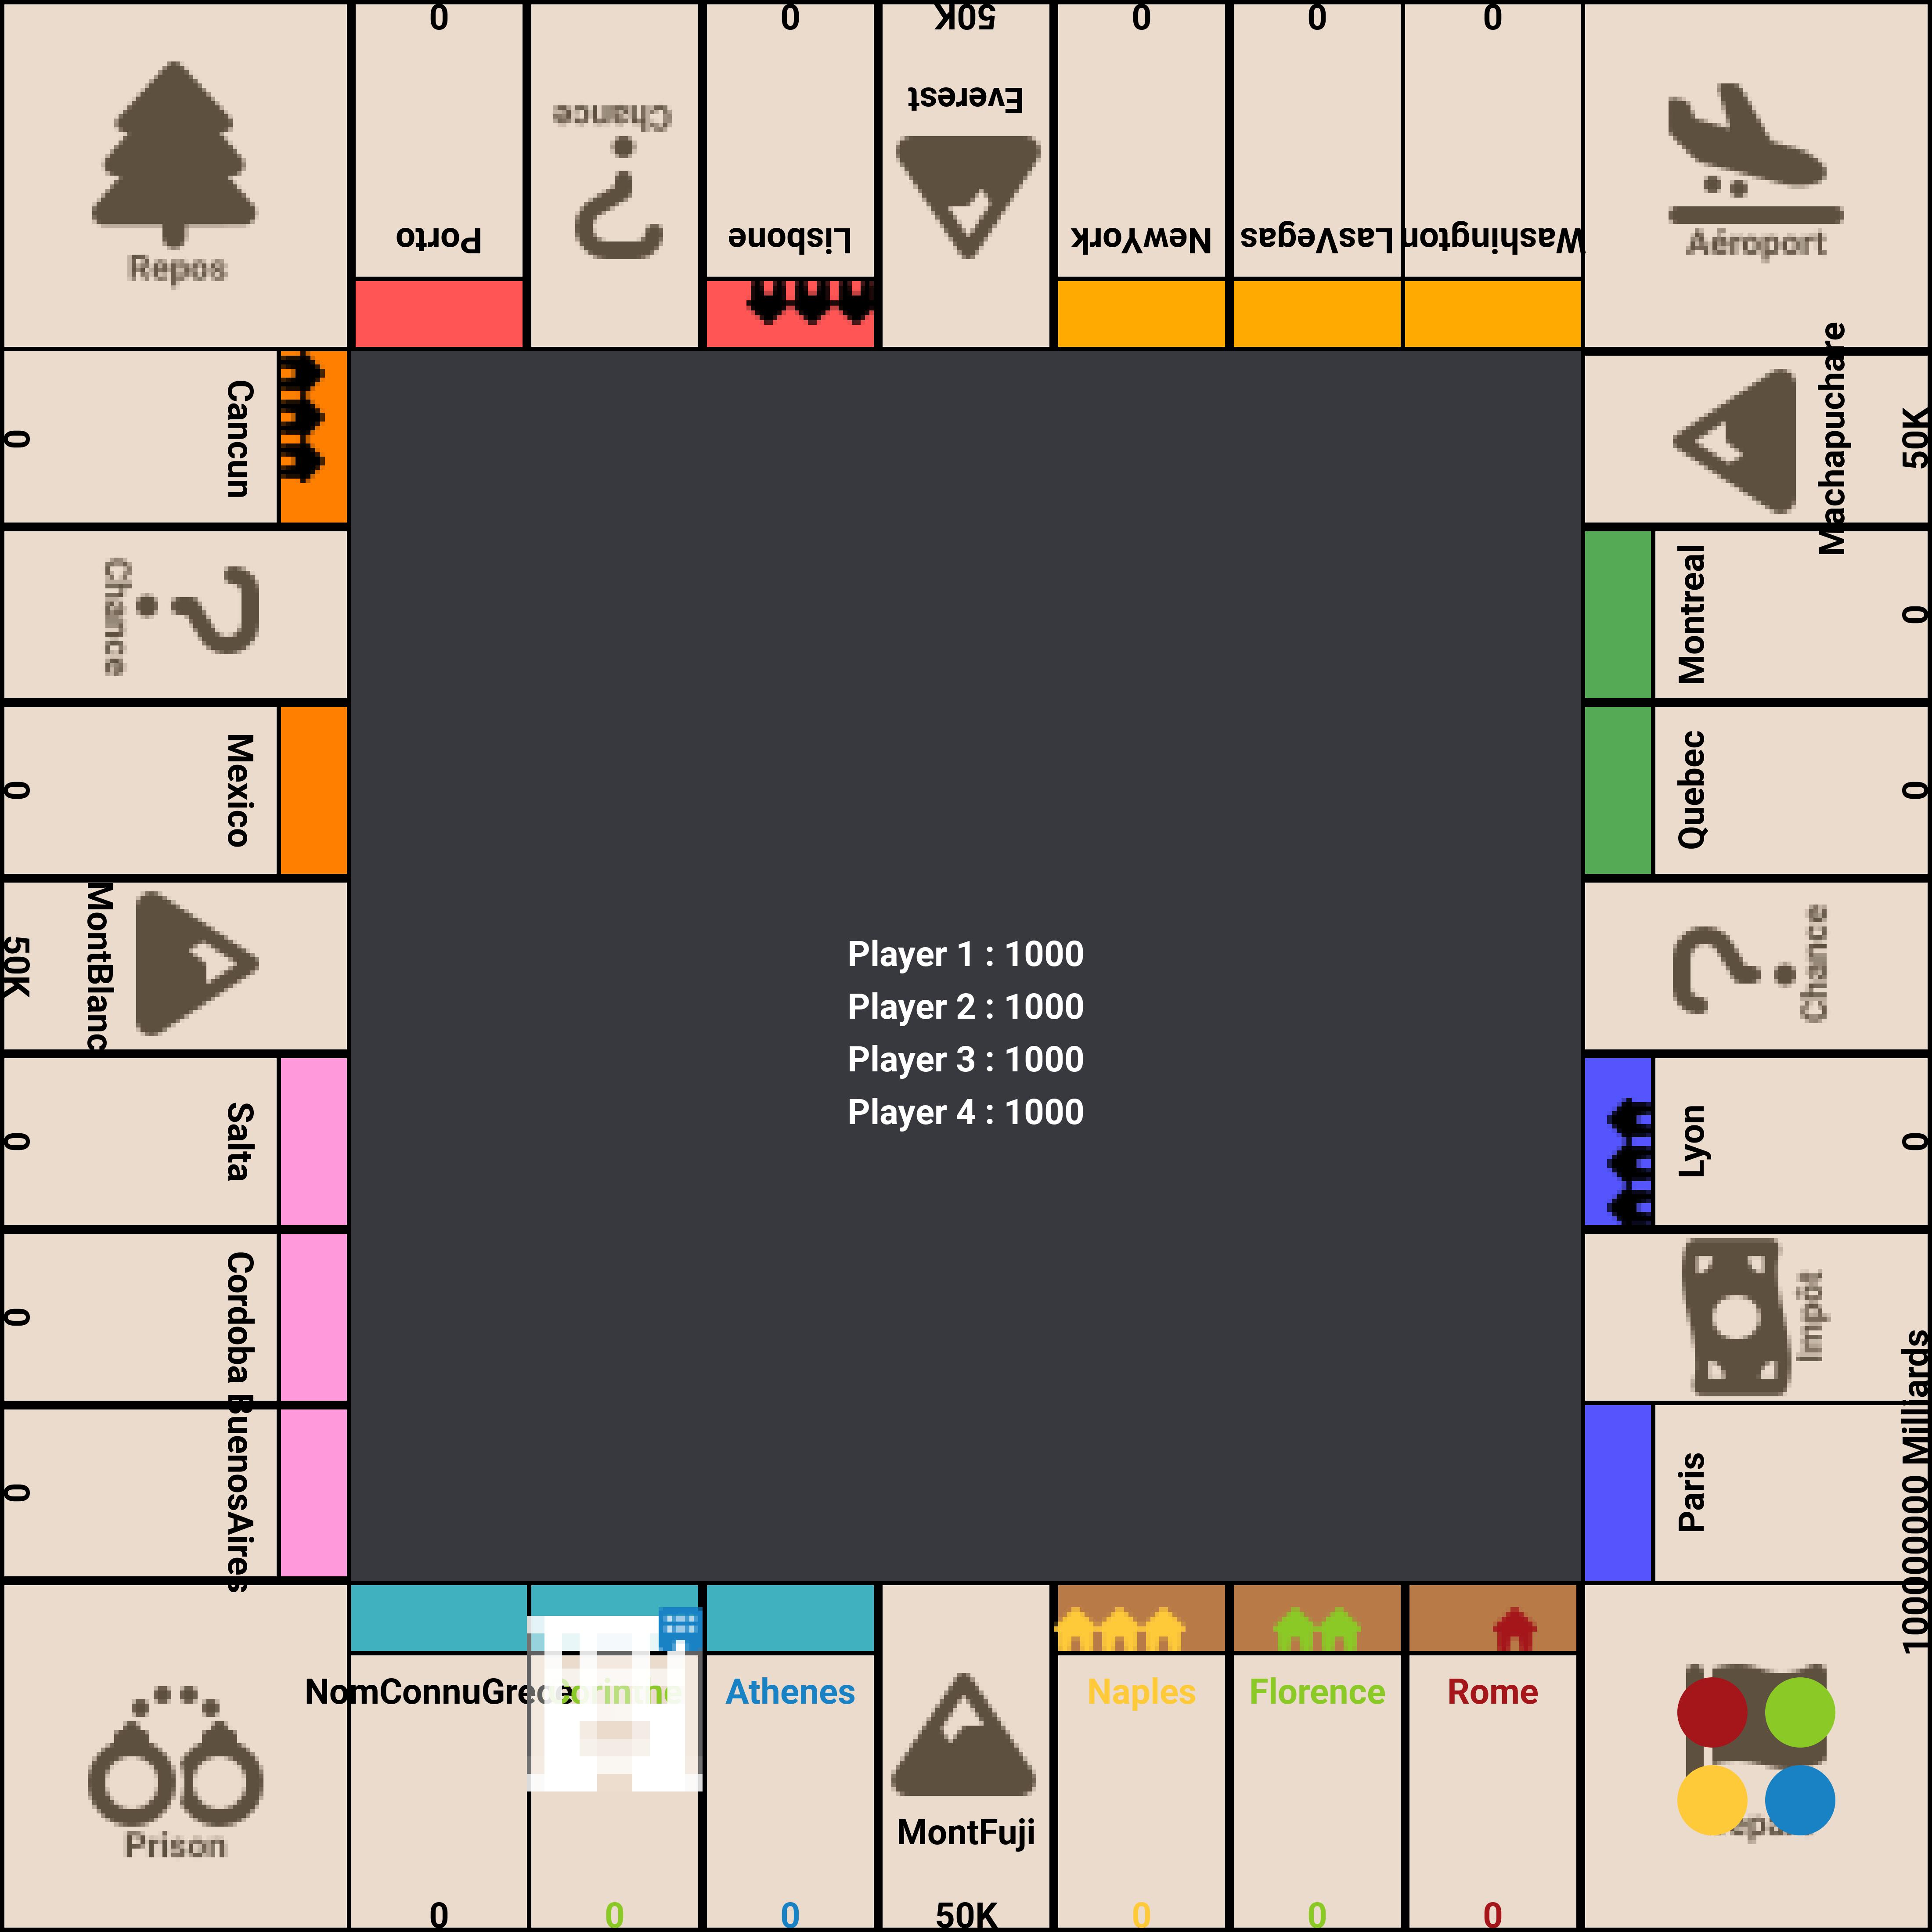 0
0
50K
0
0
0
Repos
Porto
Chance
Lisbone
Everest
NewYork
LasVegas
Washington
Aéroport
Cancun
0
Chance
Mexico
0
MontBlanc
50K
Salta
0
Cordoba
0
BuenosAires
0
Machapuchare
50K
Montreal
0
Quebec
0
Chance
Lyon
0
Impôt
Paris
1000000000 Milliards
Player 1 : 1000
Player 2 : 1000
Player 3 : 1000
Player 4 : 1000
Prison
NomConnuGrece
0
0
Athenes
0
MontFuji
50K
Naples
0
Florence
0
Rome
0